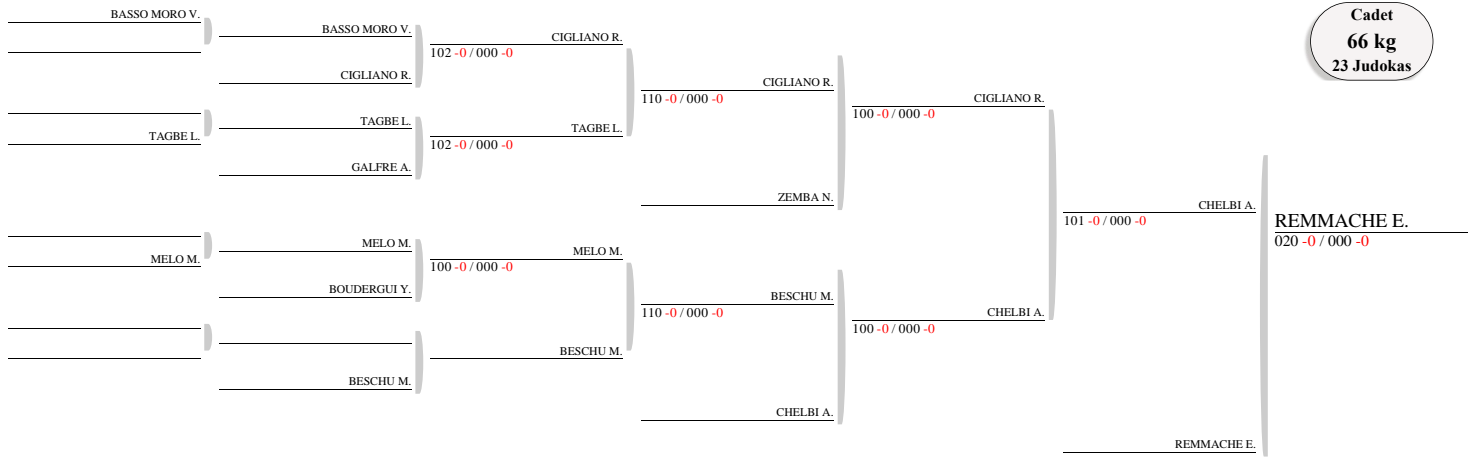 Cadet
66 kg
23 Judokas
BASSO MORO V.
TAGBE L.
MELO M.
BASSO MORO V.
CIGLIANO R.
TAGBE L.
GALFRE A.
MELO M.
BOUDERGUI Y.
BESCHU M.
CIGLIANO R.
102 -0 / 000 -0
TAGBE L.
102 -0 / 000 -0
MELO M.
100 -0 / 000 -0
BESCHU M.
CIGLIANO R.
110 -0 / 000 -0
ZEMBA N.
BESCHU M.
110 -0 / 000 -0
CHELBI A.
CIGLIANO R.
100 -0 / 000 -0
CHELBI A.
100 -0 / 000 -0
CHELBI A.
101 -0 / 000 -0
REMMACHE E.
REMMACHE E.
020 -0 / 000 -0